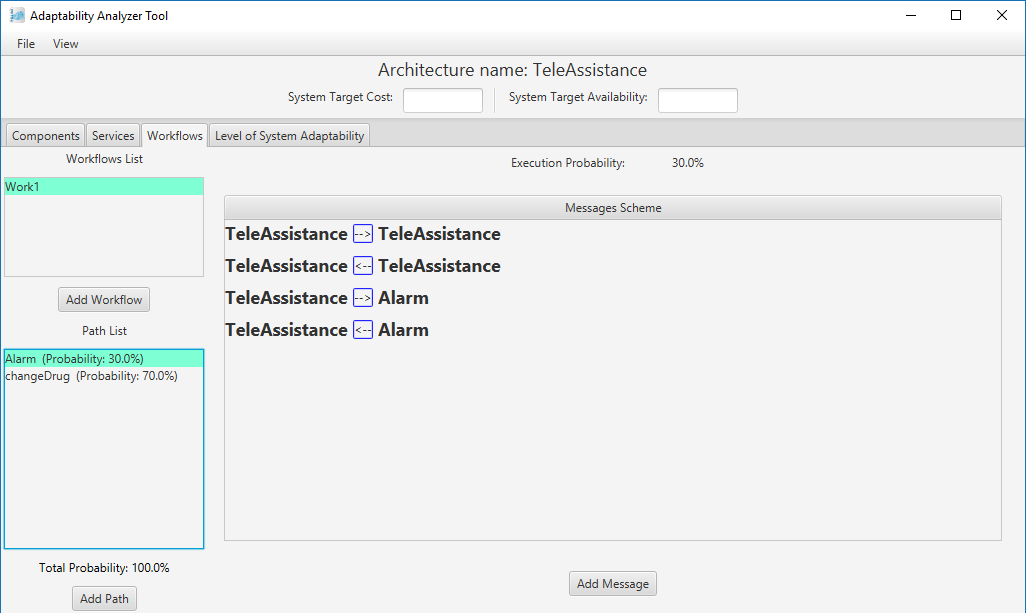 Adaptability Analyzer Tool
File View
Architecture name: TeleAssistance
System Target Cost: System Target Availability:
Components Services Workflows Level of System Adaptability
Workflows List
Execution Probability: 30.0%
Work1
Messages Scheme
TeleAssistance --> TeleAssistance
TeleAssistance <-- TeleAssistance
TeleAssistance --> Alarm
TeleAssistance <-- Alarm
Add Workflow
Path List
Alarm (Probability: 30.0%)
changeDrug (Probability: 70.0%)
Total Probability: 100.0%
Add Path
Add Message